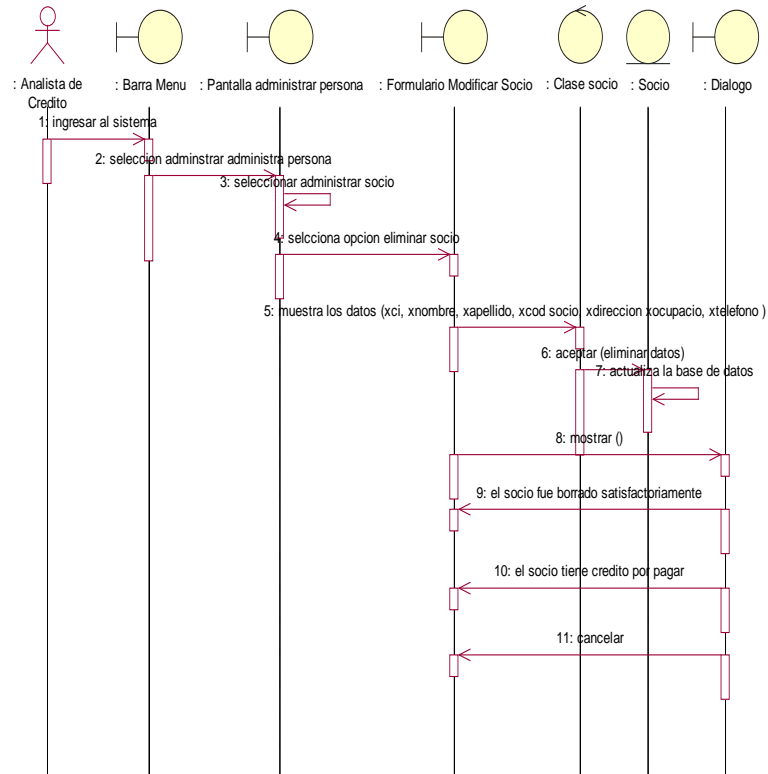 : Analista de
Credito
: Barra Menu
: Pantalla administrar persona
: Formulario Modificar Socio
: Clase socio
: Socio
: Dialogo
1: ingresar al sistema
2: seleccion adminstrar administra persona
3: seleccionar administrar socio
4: selcciona opcion eliminar socio
5: muestra los datos (xci, xnombre, xapellido, xcod socio, xdireccion xocupacio, xtelefono )
6: aceptar (eliminar datos)
7: actualiza la base de datos
8: mostrar ()
9: el socio fue borrado satisfactoriamente
10: el socio tiene credito por pagar
11: cancelar